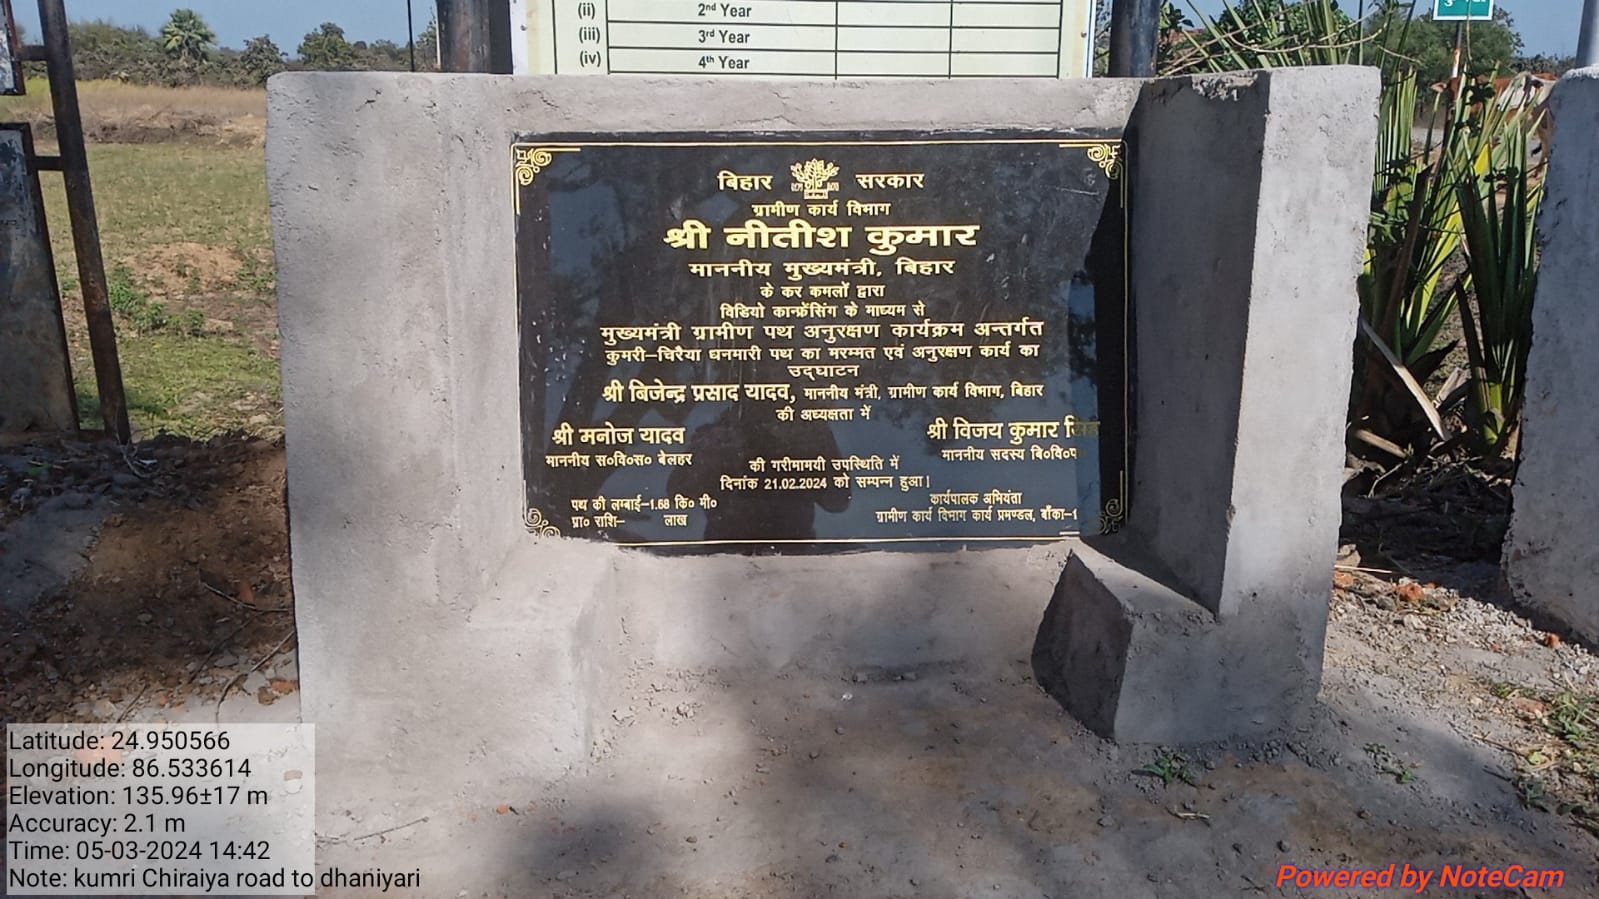 (ii) 2nd Year
(iii) 3rd Year
(iv) 4th Year
बिहार सरकार
ग्रामीण कार्य विभाग
श्री नीतीश कुमार
माननीय मुख्यमंत्री, बिहार
के कर कमलों द्वारा
विडियो कान्फ्रेंसिंग के माध्यम से
मुख्यमंत्री ग्रामीण पथ अनुरक्षण कार्यक्रम अन्तर्गत
कुमरी-चिरैया धनमारी पथ का मरम्मत एवं अनुरक्षण कार्य का
उद्घाटन
श्री बिजेन्द्र प्रसाद यादव, माननीय मंत्री, ग्रामीण कार्य विभाग, बिहार
की अध्यक्षता में
श्री मनोज यादव श्री विजय कुमार
माननीय स०वि०स० बेलहर माननीय सदस्य बि०वि०प
की गरीमामयी उपस्थिति में
दिनांक 21.02.2024 को सम्पन्न हुआ।
पथ की लम्बाई-1.68 कि० मी० कार्यपालक अभियंता
प्रा० राशि- लाख ग्रामीण कार्य विभाग कार्य प्रमण्डल, बाँका-1
Latitude: 24.950566
Longitude: 86.533614
Elevation: 135.96±17 m
Accuracy: 2.1 m
Time: 05-03-2024 14:42
Note: kumri Chiraiya road to dhaniyari
Powered by NoteCam